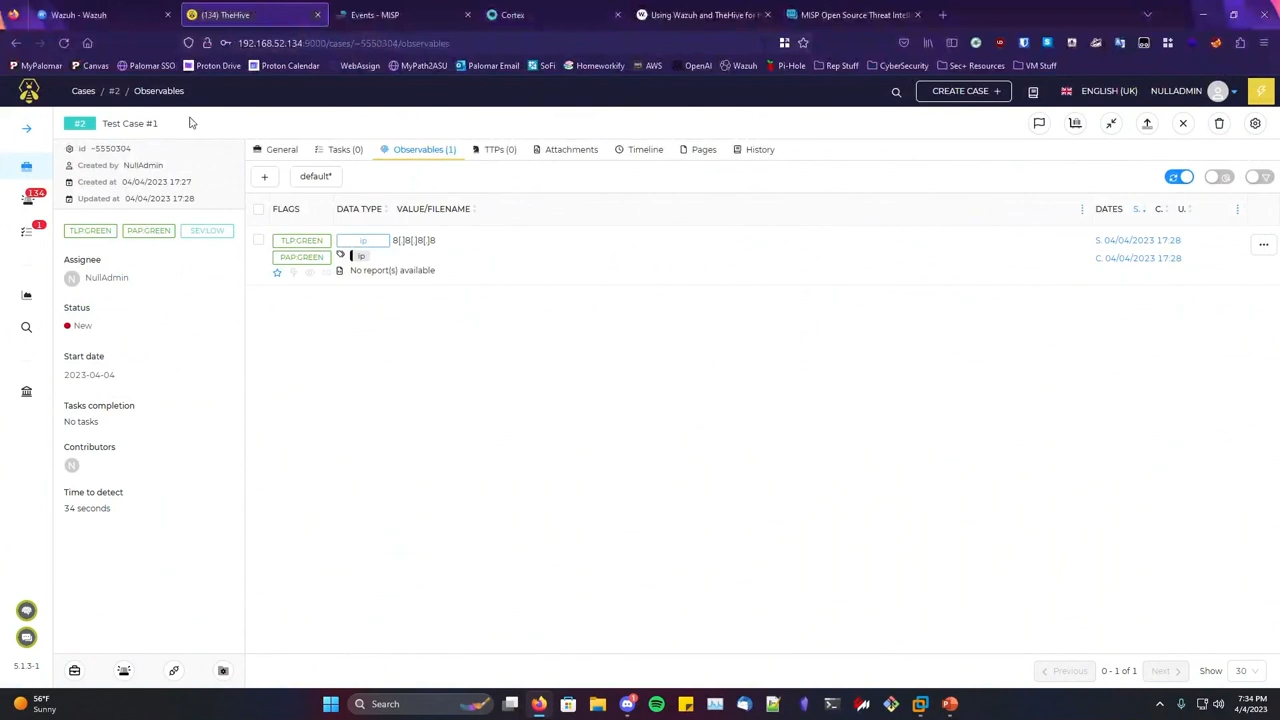 Wazuh - Wazuh
(134) TheHive
Events - MISP
Cortex
Using Wazuh and TheHive for
MISP Open Source Threat Intel
192.168.52.134:9000/cases/~5550304/observables
MyPalomar Canvas Palomar SSO Proton Drive Proton Calendar WebAssign MyPath2ASU Palomar Email SoFi Homeworkify AWS OpenAI Wazuh Pi-Hole Rep Stuff CyberSecurity Sec+ Resources VM Stuff
Cases / #2 / Observables
CREATE CASE +
ENGLISH (UK)
NULLADMIN
#2 Test Case #1
id ~5550304
Created by NullAdmin
Created at 04/04/2023 17:27
Updated at 04/04/2023 17:28
TLP:GREEN PAP:GREEN SEV:LOW
Assignee
N NullAdmin
Status
New
Start date
2023-04-04
Tasks completion
No tasks
Contributors
N
Time to detect
34 seconds
General Tasks (0) Observables (1) TTPs (0) Attachments Timeline Pages History
+ default*
FLAGS DATA TYPE VALUE/FILENAME DATES S. C. U.
TLP:GREEN ip 8[.]8[.]8[.]8 S. 04/04/2023 17:28
PAP:GREEN ip C. 04/04/2023 17:28
No report(s) available
134
1
5.1.3-1
Previous 0 - 1 of 1 Next Show 30
56°F
Sunny
Search
1
7:34 PM
4/4/2023